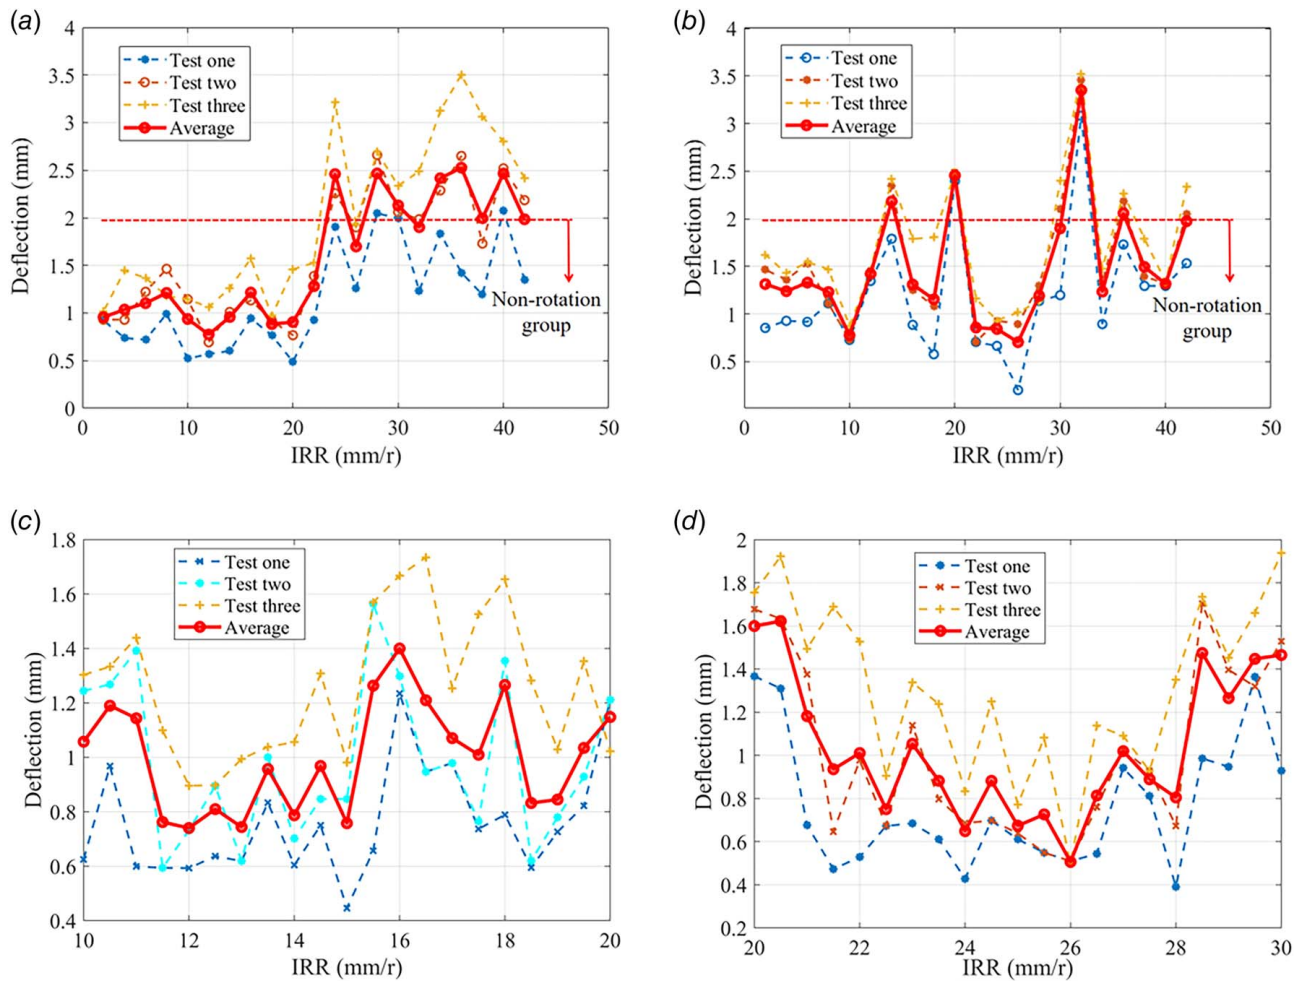 (a)
4
3.5
3
2.5
2
1.5
1
0.5
0
Deflection (mm)
Test one
Test two
Test three
Average
Non-rotation
group
0 10 20 30 40 50
IRR (mm/r)
(b)
4
3.5
3
2.5
2
1.5
1
0.5
Deflection (mm)
Test one
Test two
Test three
Average
Non-rotation
group
0 10 20 30 40 50
IRR (mm/r)
(c)
1.8
1.6
1.4
1.2
1
0.8
0.6
0.4
Deflection (mm)
Test one
Test two
Test three
Average
10 12 14 16 18 20
IRR (mm/r)
(d)
2
1.8
1.6
1.4
1.2
1
0.8
0.6
0.4
0.2
Deflection (mm)
Test one
Test two
Test three
Average
20 22 24 26 28 30
IRR (mm/r)